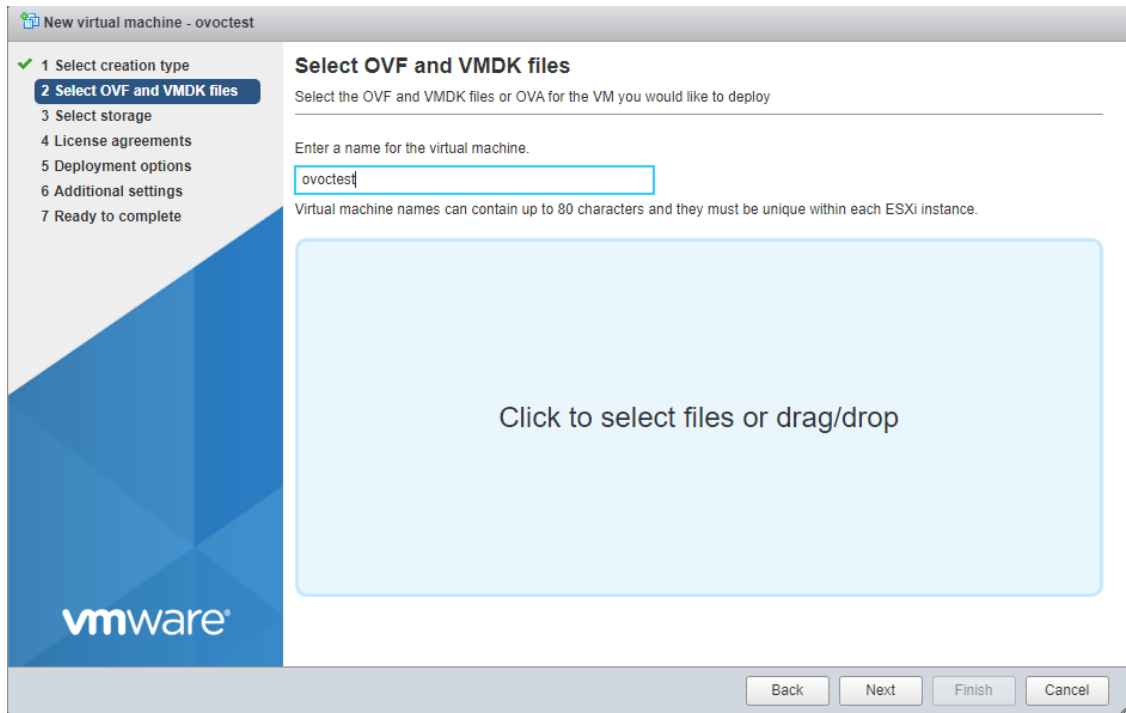 New virtual machine - ovoctest
1 Select creation type
2 Select OVF and VMDK files
3 Select storage
4 License agreements
5 Deployment options
6 Additional settings
7 Ready to complete
Select OVF and VMDK files
Select the OVF and VMDK files or OVA for the VM you would like to deploy
Enter a name for the virtual machine.
ovoctest
Virtual machine names can contain up to 80 characters and they must be unique within each ESXi instance.
Click to select files or drag/drop
vmware®
Back Next Finish Cancel